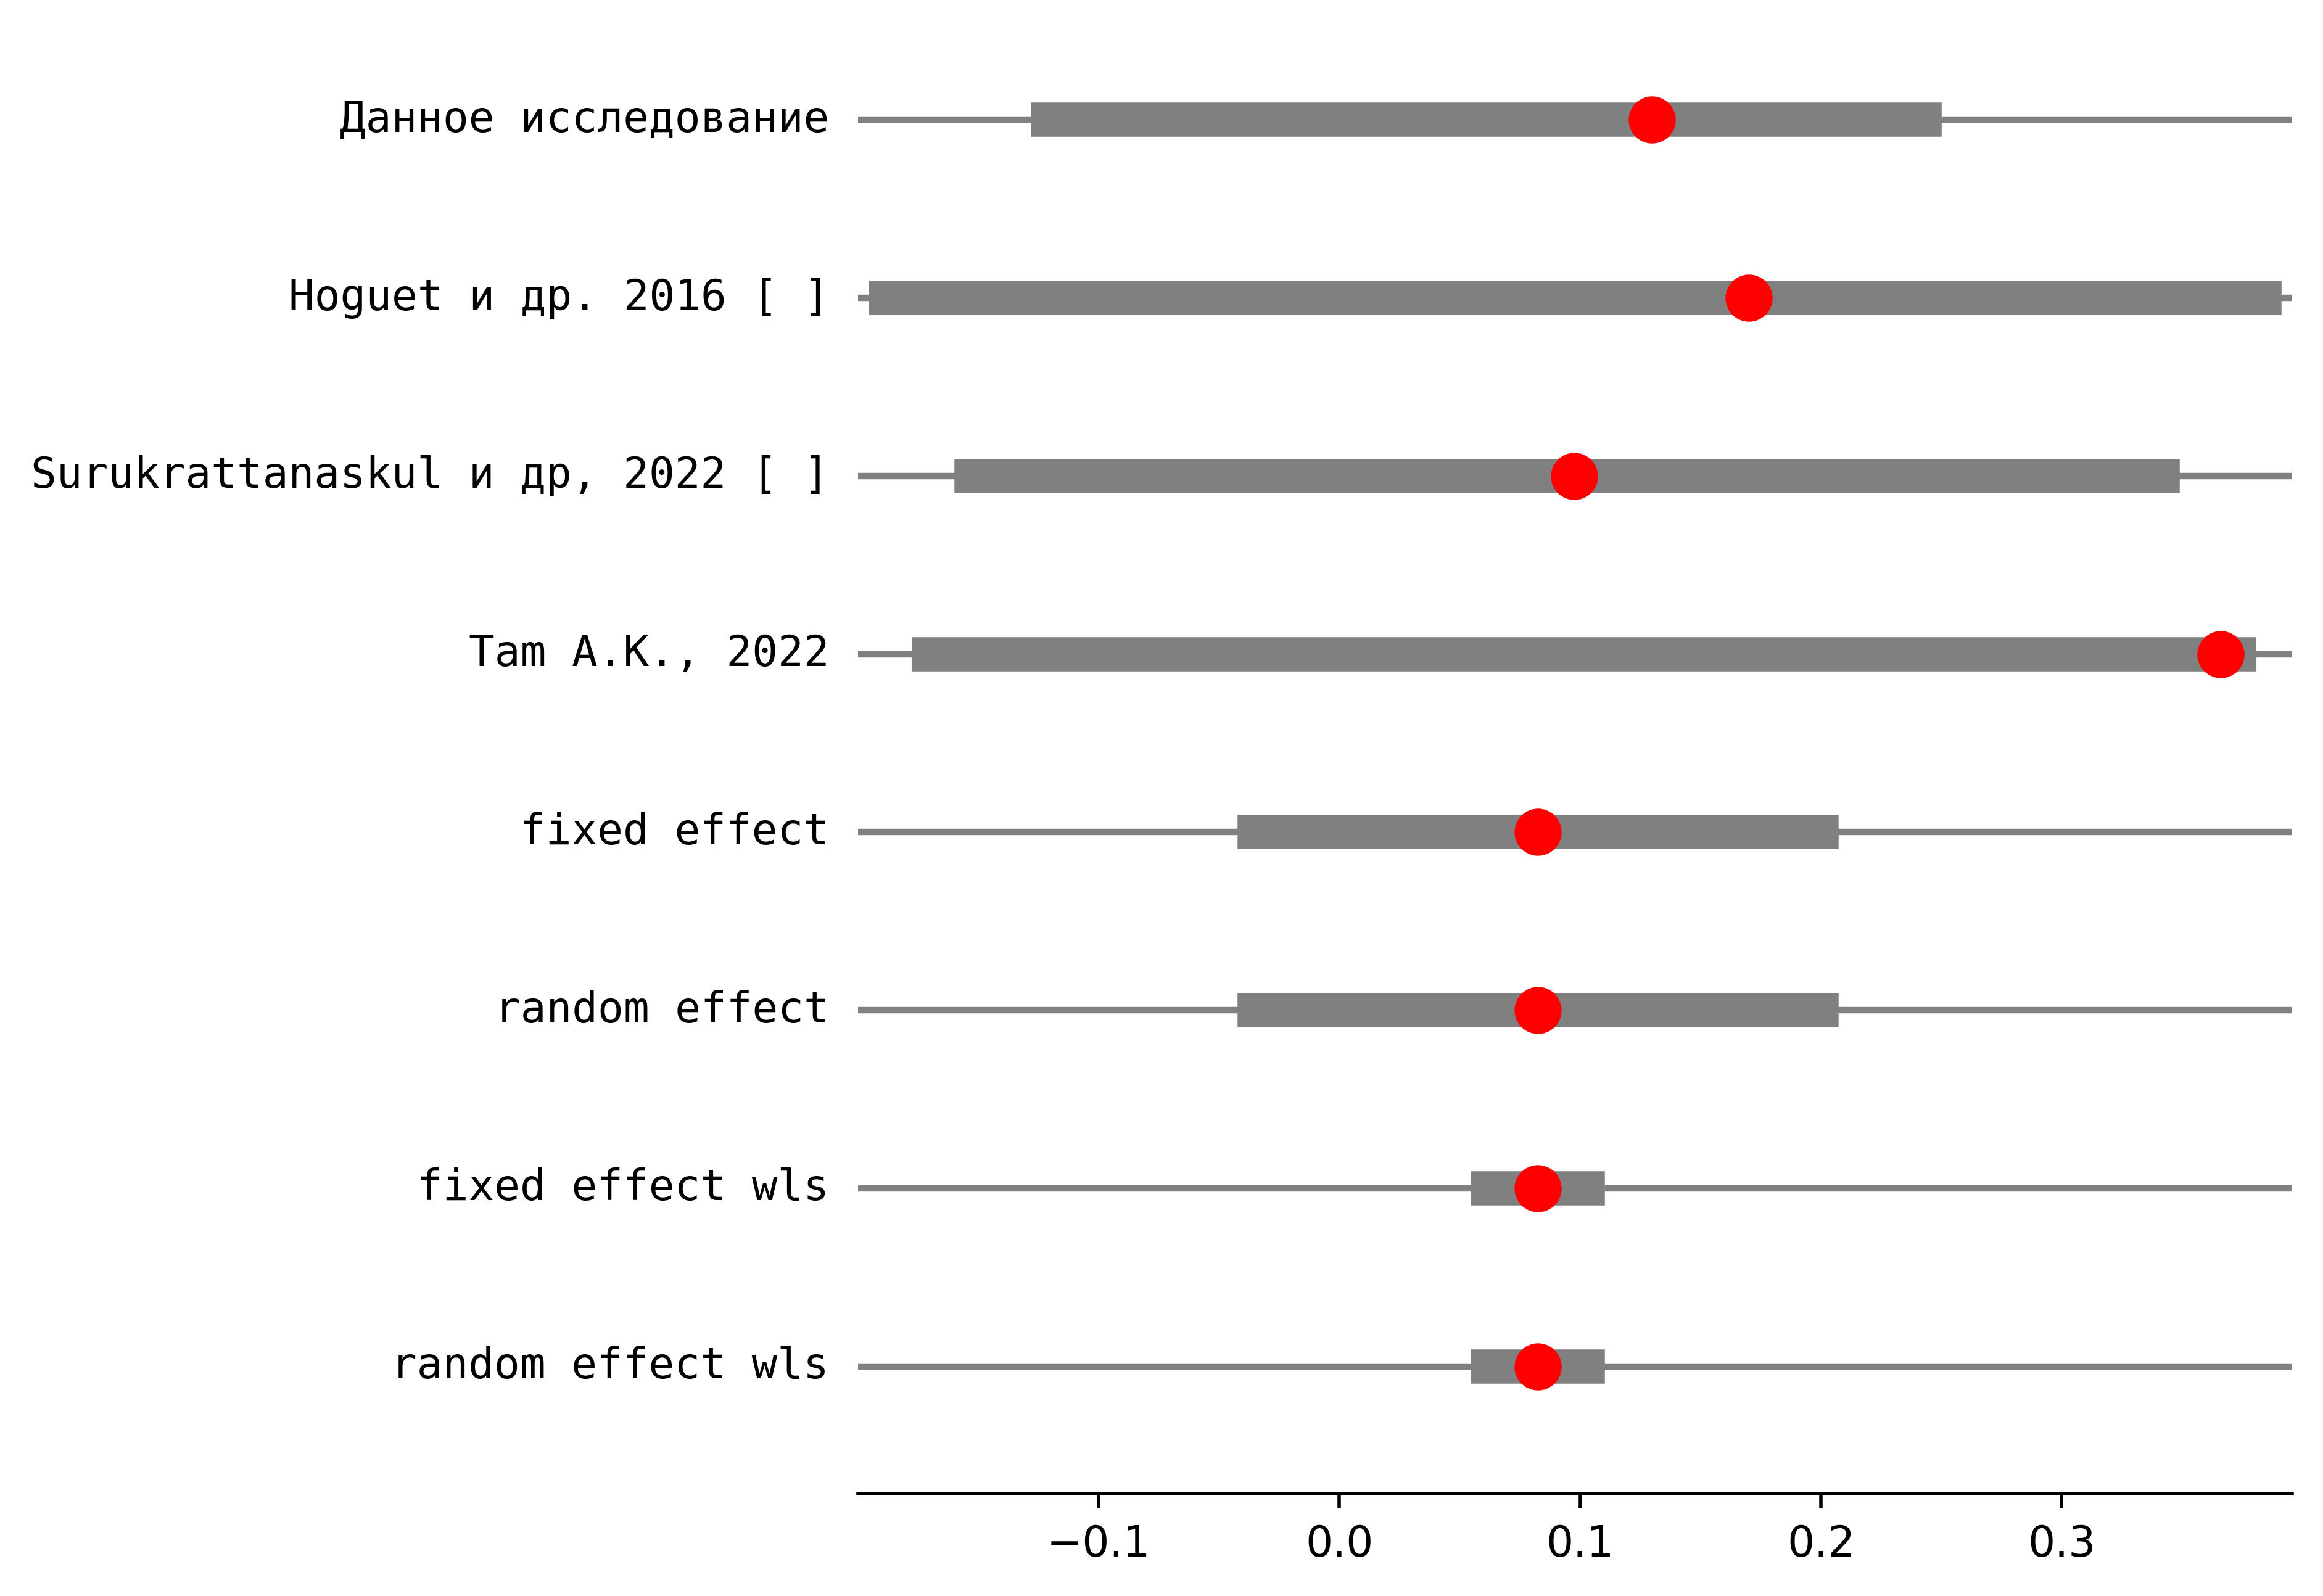 Данное исследование
Hoguet и др. 2016 [ ]
Surukrattanaskul и др, 2022 [ ]
Tam A.K., 2022
fixed effect
random effect
fixed effect wls
random effect wls
−0.1 0.0 0.1 0.2 0.3